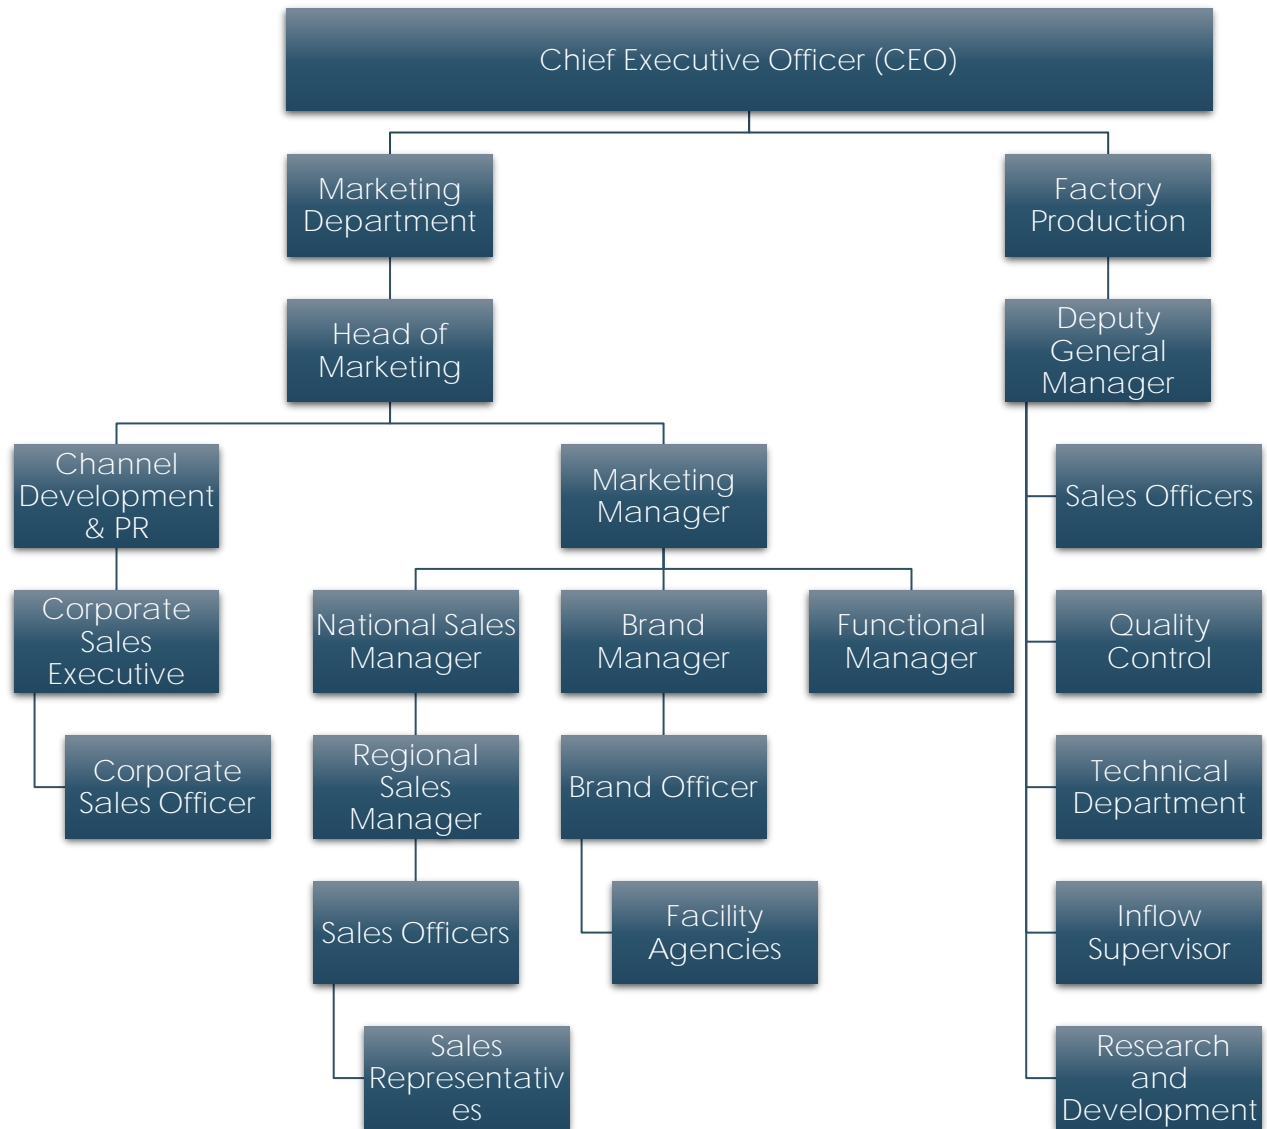 Chief Executive Officer (CEO)
Marketing
Department
Factory
Production
Head of
Marketing
Deputy
General
Manager
Channel
Development
& PR
Marketing
Manager
Sales Officers
Corporate
Sales
Executive
National Sales
Manager
Brand
Manager
Functional
Manager
Quality
Control
Corporate
Sales Officer
Regional
Sales
Manager
Brand Officer
Technical
Department
Sales Officers
Facility
Agencies
Inflow
Supervisor
Sales
Representativ
es
Research
and
Development